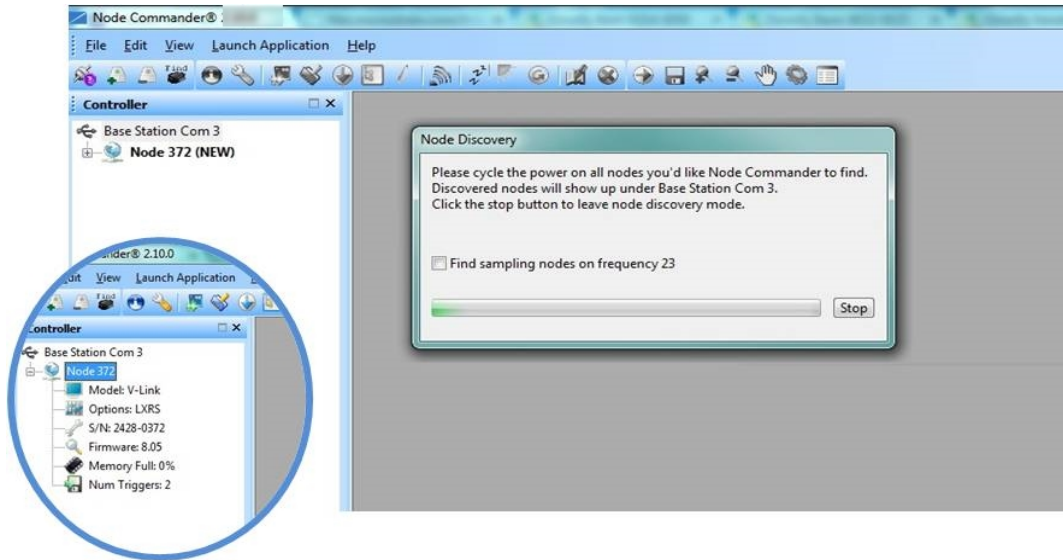 Node Commander®
File Edit View Launch Application Help
Find
Controller
Base Station Com 3
Node 372 (NEW)
Node Discovery
Please cycle the power on all nodes you'd like Node Commander to find.
Discovered nodes will show up under Base Station Com 3.
Click the stop button to leave node discovery mode.
Find sampling nodes on frequency 23
Stop
nder® 2.10.0
dit View Launch Application
Find
ontroller
Base Station Com 3
Node 372
Model: V-Link
Options: LXRS
S/N: 2428-0372
Firmware: 8.05
Memory Full: 0%
Num Triggers: 2